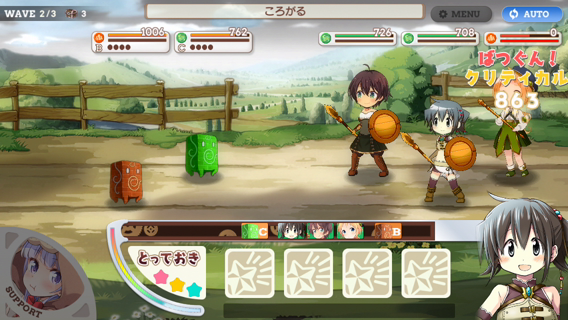 WAVE 2/3 3
ころがる
MENU
AUTO
1006
B
762
C
726
708
0
ばつぐん!
クリティカル
863
C
B
とっておき
SUPPORT